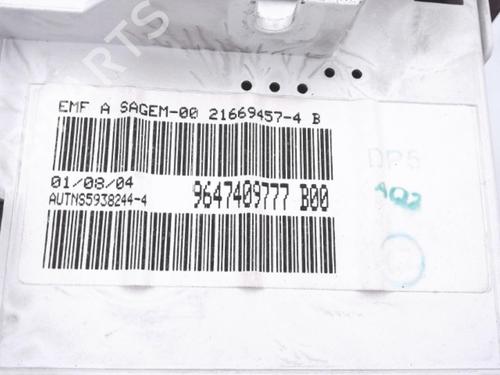 EMF A SAGEM-00 21669457-4 B
01/08/04
9647409777 B00
AUTNS5938244-4
DP5
AQ2